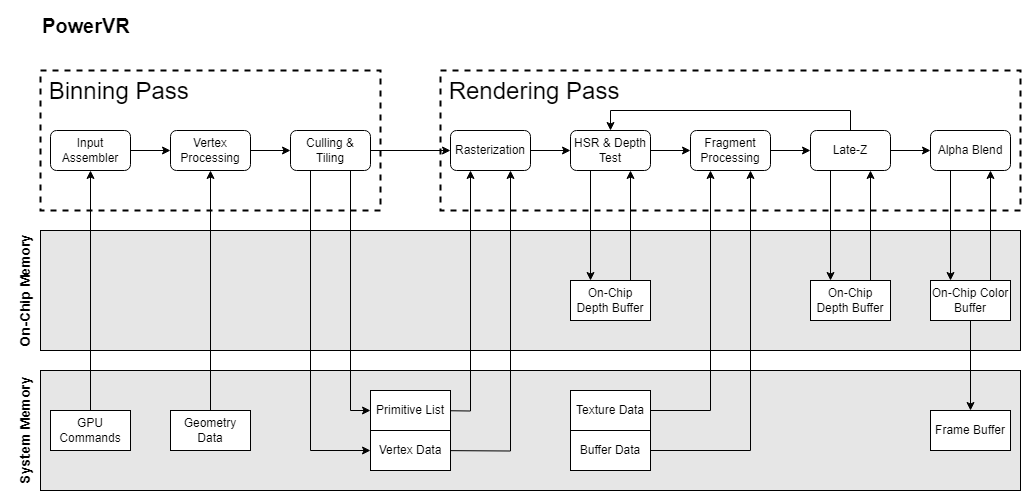 PowerVR
Binning Pass
Rendering Pass
Input
Assembler
Vertex
Processing
Culling &
Tiling
Rasterization
HSR & Depth
Test
Fragment
Processing
Late-Z
Alpha Blend
On-Chip Memory
On-Chip
Depth Buffer
On-Chip
Depth Buffer
On-Chip Color
Buffer
System Memory
GPU
Commands
Geometry
Data
Primitive List
Vertex Data
Texture Data
Buffer Data
Frame Buffer